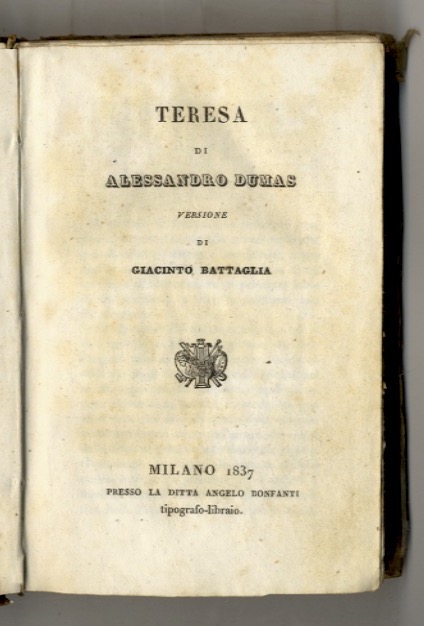 TERESA
DI
ALESSANDRO DUMAS
VERSIONE
DI
GIACINTO BATTAGLIA
MILANO 1837
PRESSO LA DITTA ANGELO BONFANTI
tipografo-libraio.